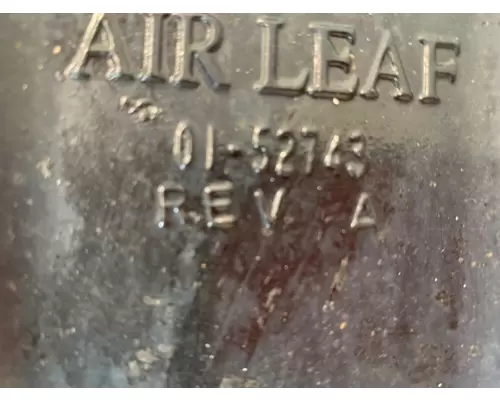 AIR LEAF
01-52743
REV A